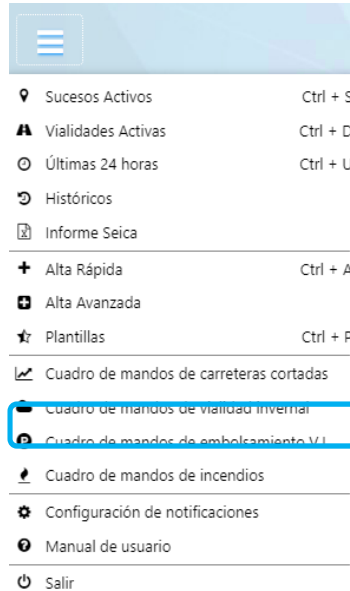 Sucesos Activos Ctrl + S
Vialidades Activas Ctrl + D
Últimas 24 horas Ctrl + U
Históricos
Informe Seica
Alta Rápida Ctrl + A
Alta Avanzada
Plantillas Ctrl + P
Cuadro de mandos de carreteras cortadas
Cuadro de mandos de vialidad invernal
Cuadro de mandos de embolsamiento V.I.
Cuadro de mandos de incendios
Configuración de notificaciones
Manual de usuario
Salir